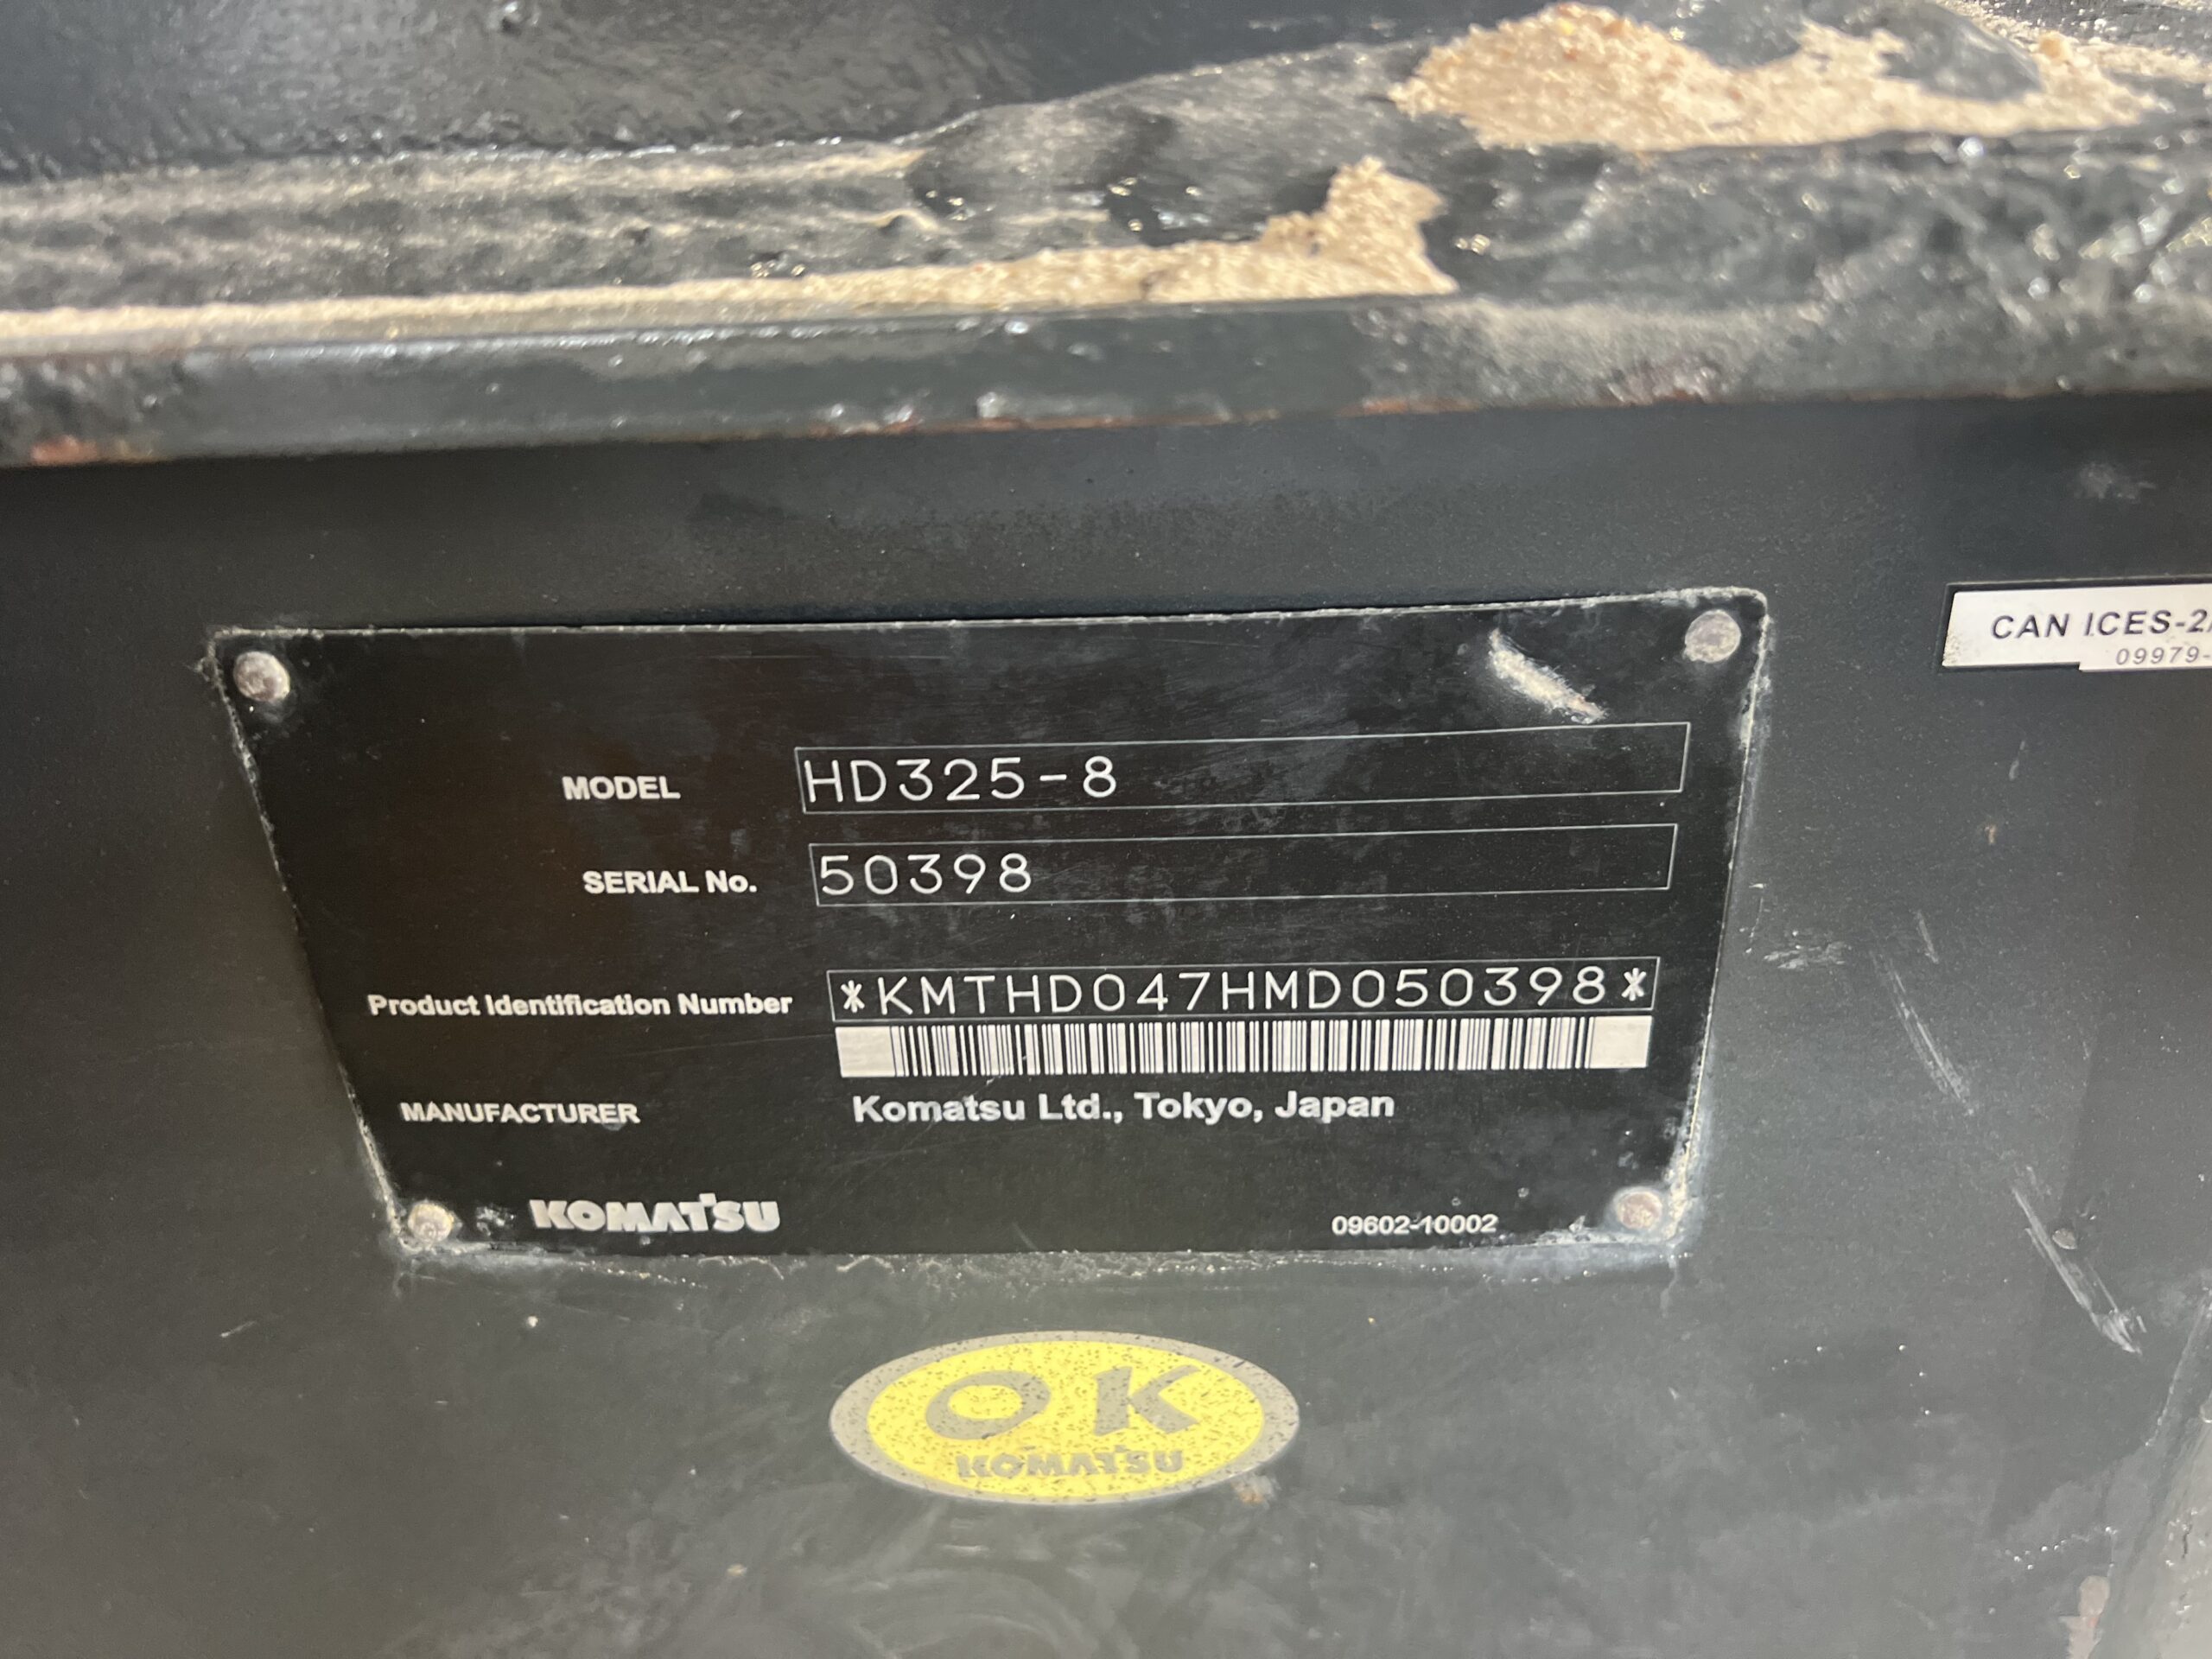 CAN ICES-2
09979-
MODEL HD325-8
SERIAL No. 50398
Product Identification Number *KMTHD047HMD050398*
MANUFACTURER Komatsu Ltd., Tokyo, Japan
KOMATSU 09602-10002
OK
KOMATSU